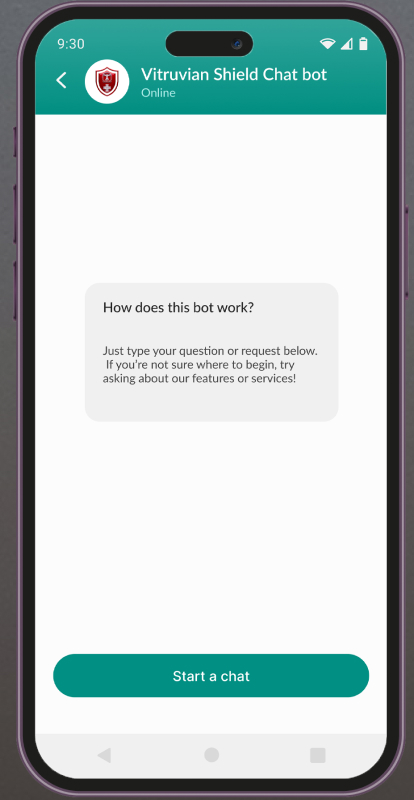 9:30
Vitruvian Shield Chat bot
Online
How does this bot work?
Just type your question or request below.
If you're not sure where to begin, try
asking about our features or services!
Start a chat